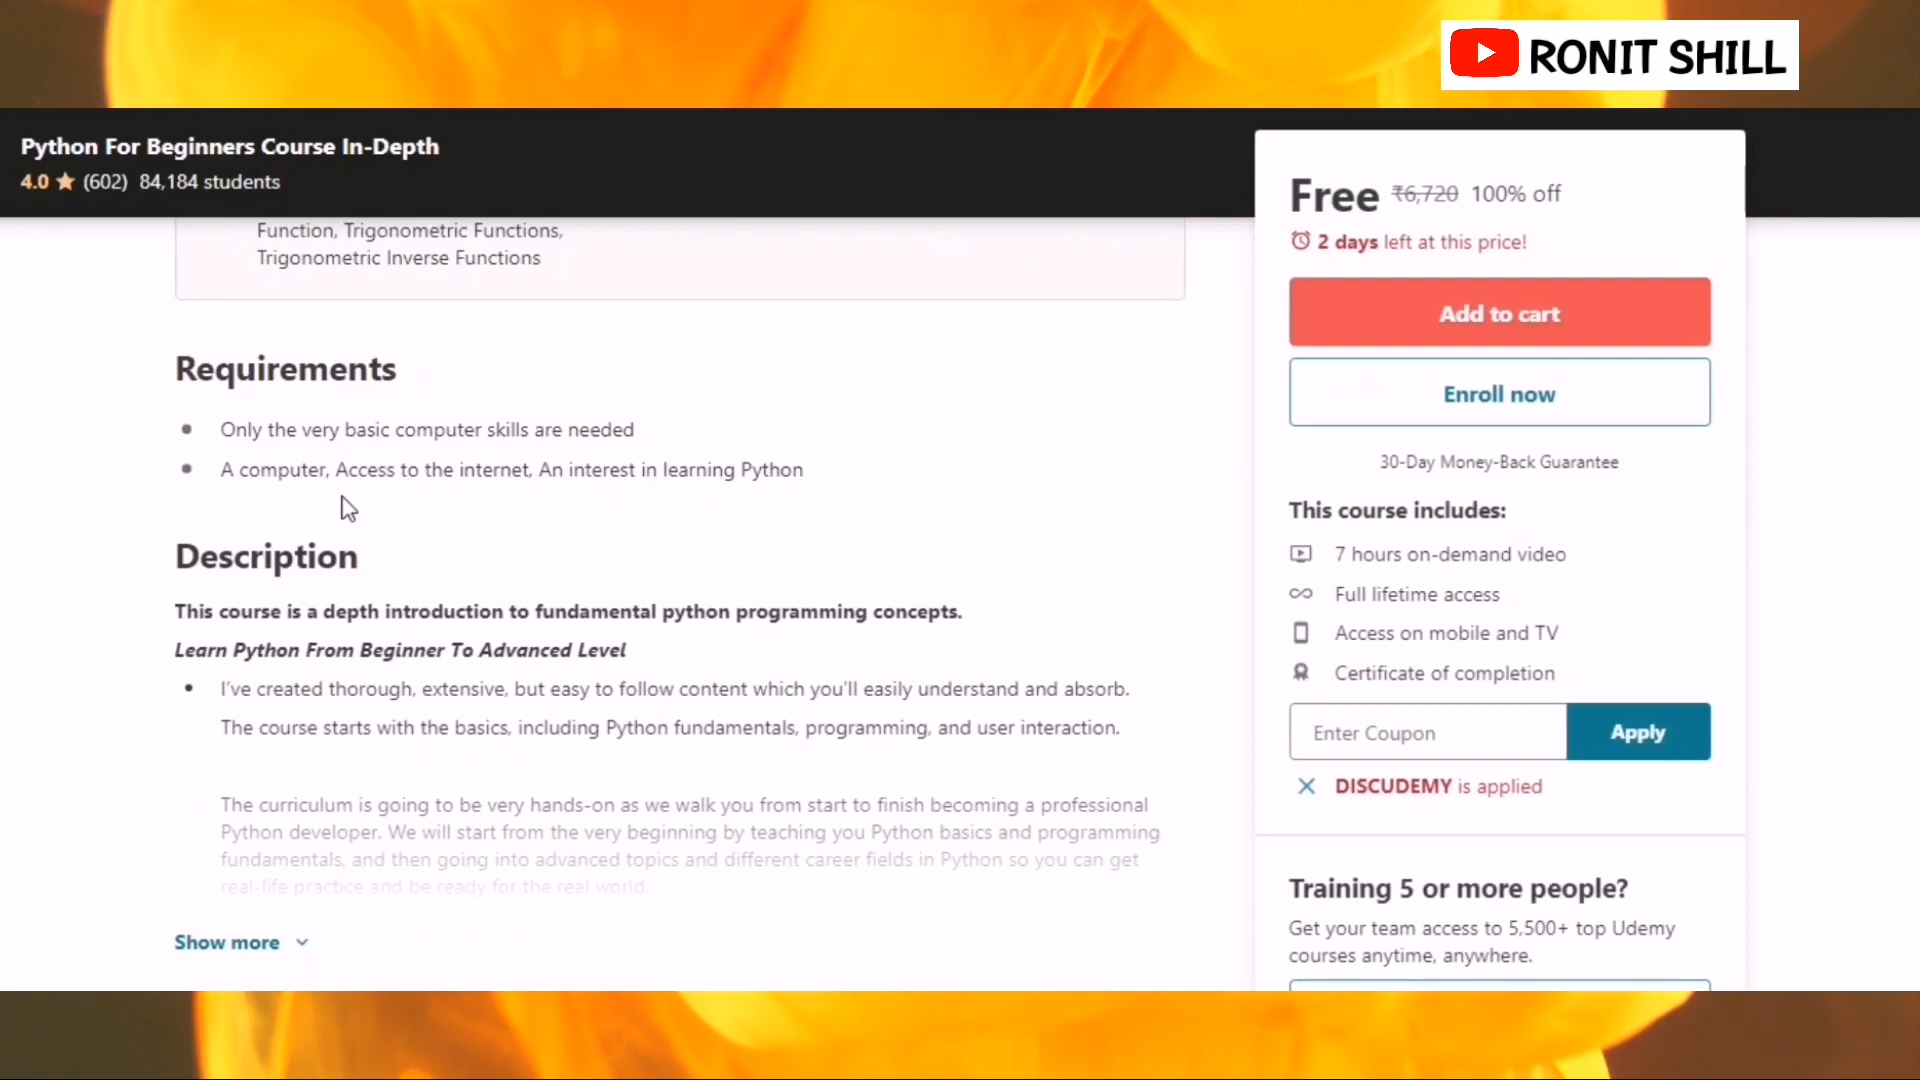 RONIT SHILL
Python For Beginners Course In-Depth
4.0 ★ (602) 84,184 students
Function, Trigonometric Functions,
Trigonometric Inverse Functions
Requirements
Only the very basic computer skills are needed
A computer, Access to the internet, An interest in learning Python
Description
This course is a depth introduction to fundamental python programming concepts.
Learn Python From Beginner To Advanced Level
I've created thorough, extensive, but easy to follow content which you'll easily understand and absorb.
The course starts with the basics, including Python fundamentals, programming, and user interaction.
The curriculum is going to be very hands-on as we walk you from start to finish becoming a professional
Python developer. We will start from the very beginning by teaching you Python basics and programming
fundamentals, and then going into advanced topics and different career fields in Python so you can get
real-life practice and be ready for the real world.
Show more
Free ₹6,720 100% off
2 days left at this price!
Add to cart
Enroll now
30-Day Money-Back Guarantee
This course includes:
7 hours on-demand video
Full lifetime access
Access on mobile and TV
Certificate of completion
Enter Coupon
Apply
DISCUDEMY is applied
Training 5 or more people?
Get your team access to 5,500+ top Udemy
courses anytime, anywhere.